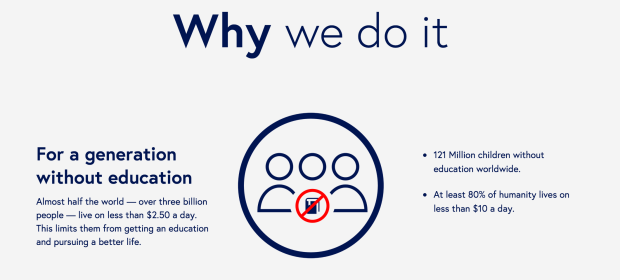 Why we do it
For a generation
without education
Almost half the world — over three billion
people — live on less than $2.50 a day.
This limits them from getting an education
and pursuing a better life.
• 121 Million children without
education worldwide.
• At least 80% of humanity lives on
less than $10 a day.